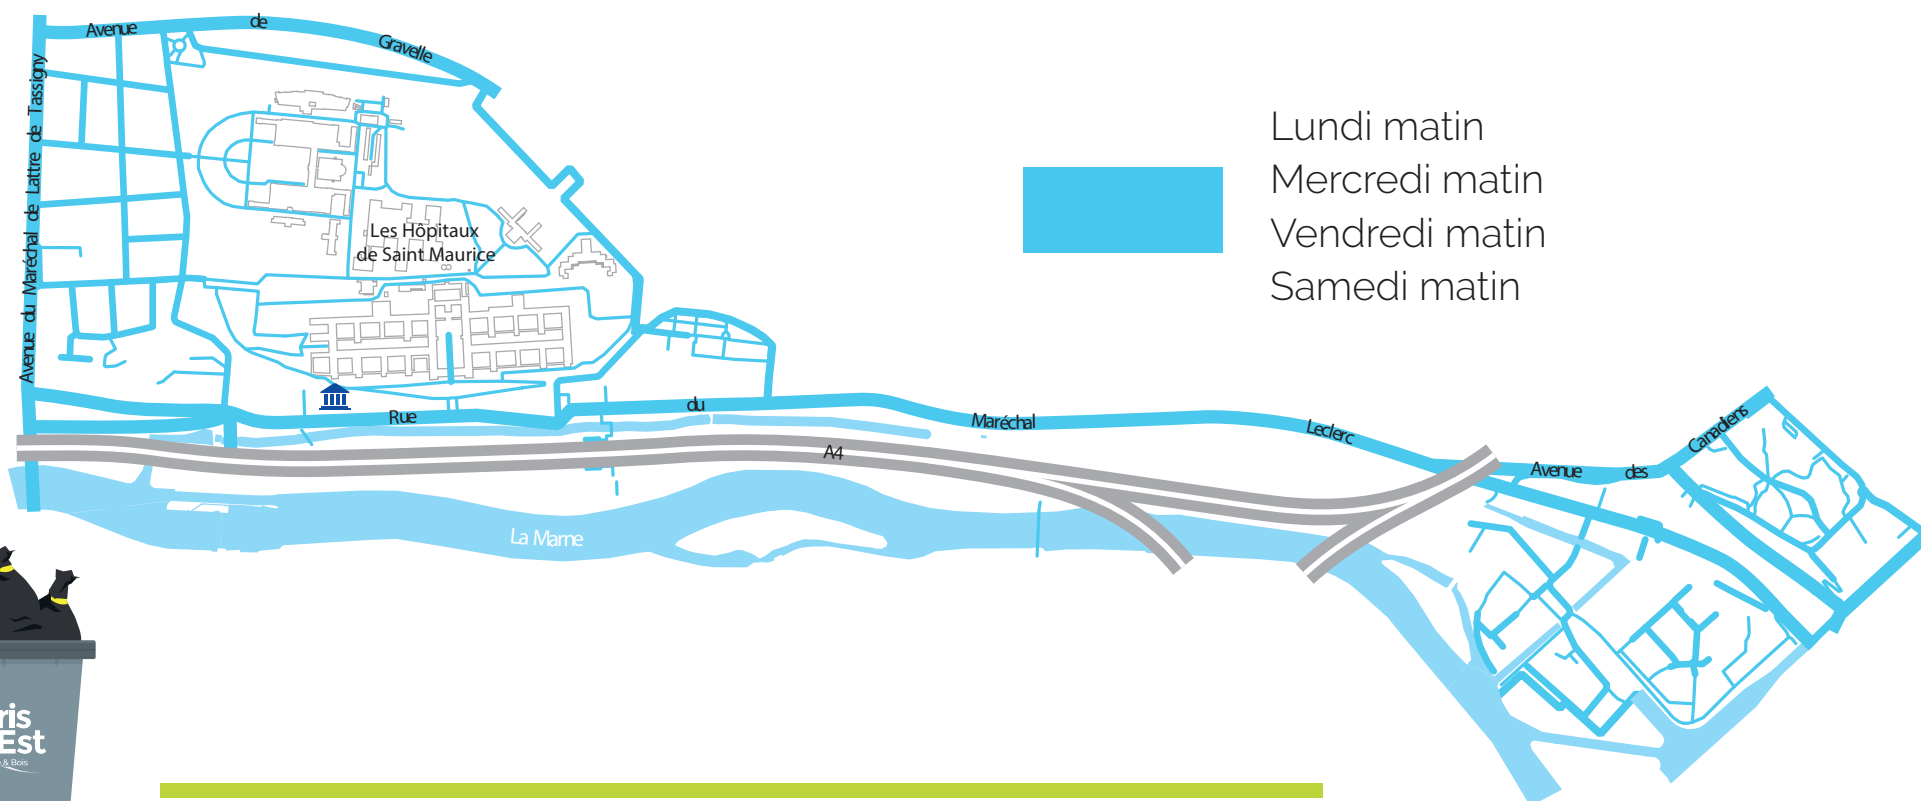 Avenue de Gravelle
Avenue du Maréchal de Lattre de Tassigny
Lundi matin
Mercredi matin
Vendredi matin
Samedi matin
Les Hôpitaux
de Saint Maurice
Rue du Maréchal Leclerc
A4
Avenue des Canadiens
La Marne
ris
Est
& Bois